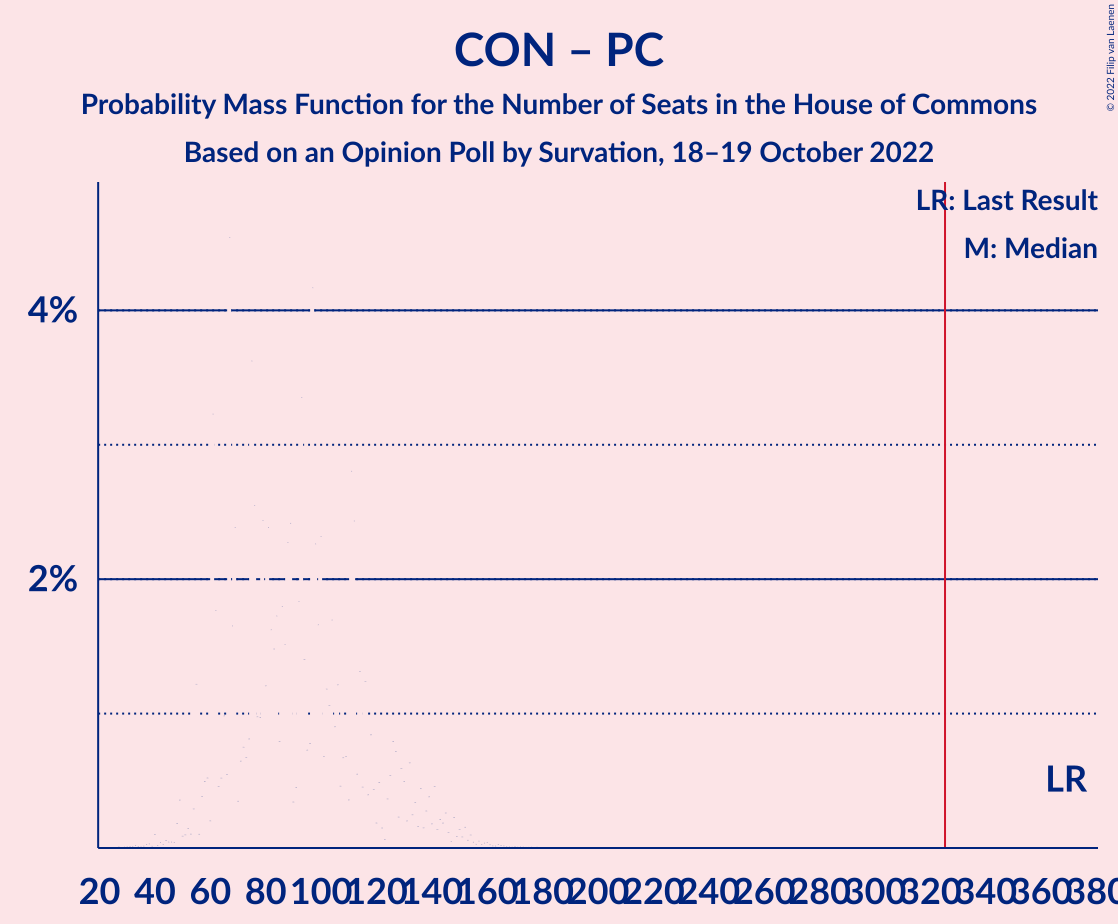 CON – PC
Probability Mass Function for the Number of Seats in the House of Commons
Based on an Opinion Poll by Survation, 18–19 October 2022
© 2022 Filip van Laenen
LR: Last Result
M: Median
4%
2%
LR
20 40 60 80 100 120 140 160 180 200 220 240 260 280 300 320 340 360 380